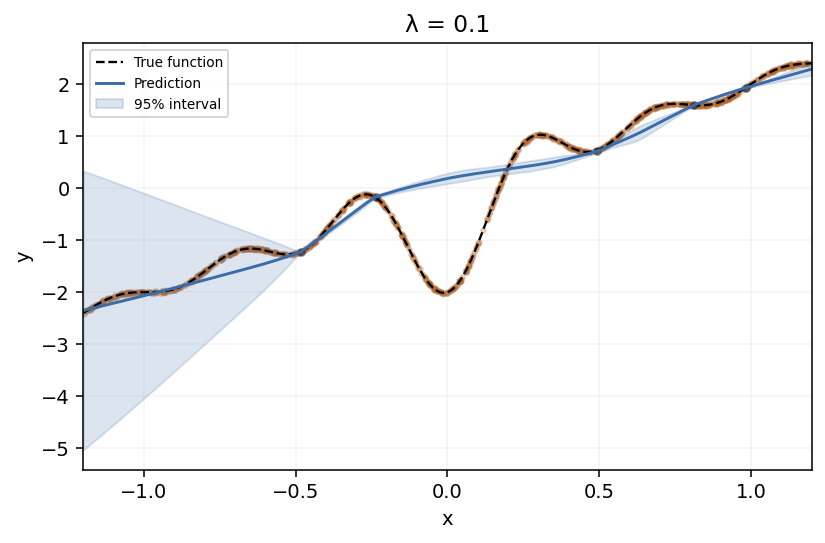 λ = 0.1
True function
Prediction
95% interval
y
2
1
0
−1
−2
−3
−4
−5
−1.0 −0.5 0.0 0.5 1.0
x